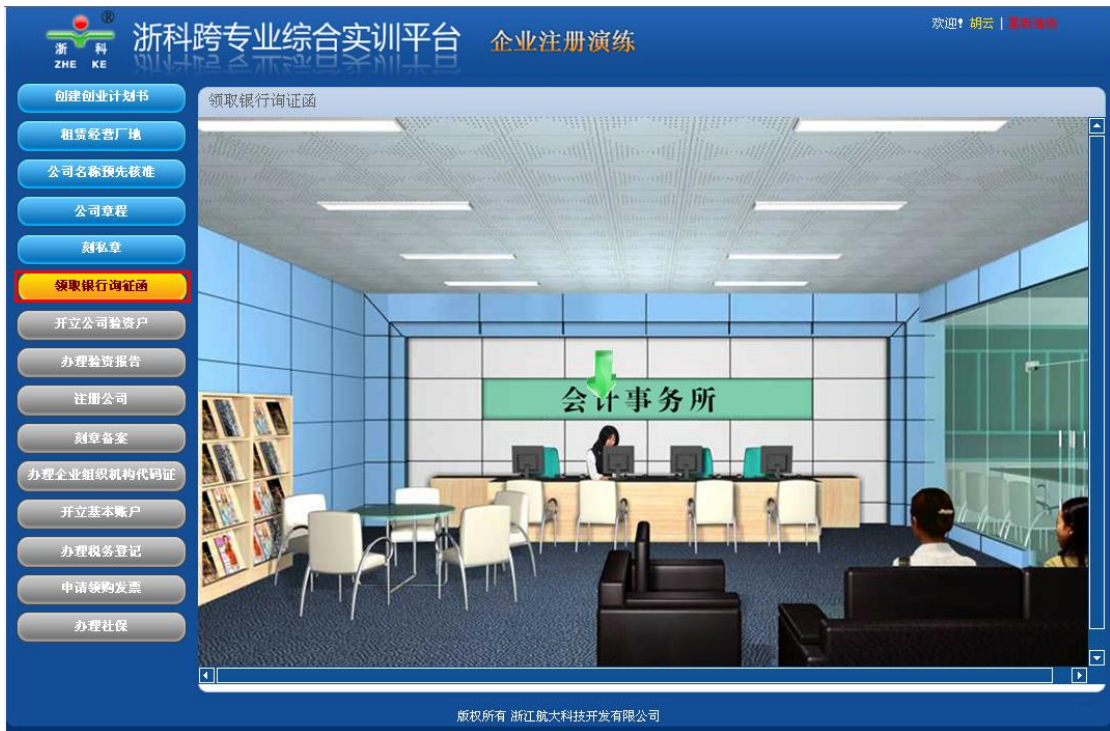 ®
浙科
ZHE KE
浙科跨专业综合实训平台
企业注册演练
欢迎! 胡云 | 重新演练
创建创业计划书
租赁经营厂地
公司名称预先核准
公司章程
刻私章
领取银行询证函
开立公司验资户
办理验资报告
注册公司
刻章备案
办理企业组织机构代码证
开立基本账户
办理税务登记
申请领购发票
办理社保
领取银行询证函
会计事务所
版权所有 浙江航大科技开发有限公司